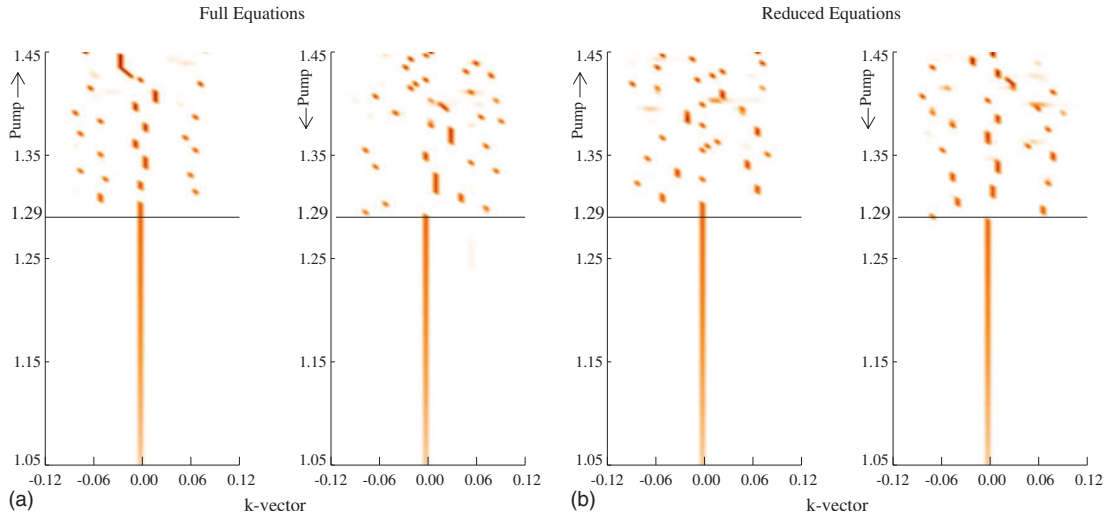 Full Equations
Reduced Equations
1.45 1.45 1.45 1.45
Pump Pump Pump Pump
1.35 1.35 1.35 1.35
1.29 1.29 1.29 1.29
1.25 1.25 1.25 1.25
1.15 1.15 1.15 1.15
1.05 1.05 1.05 1.05
-0.12 -0.06 0.00 0.06 0.12 -0.12 -0.06 0.00 0.06 0.12 -0.12 -0.06 0.00 0.06 0.12 -0.12 -0.06 0.00 0.06 0.12
(a) k-vector k-vector (b) k-vector k-vector